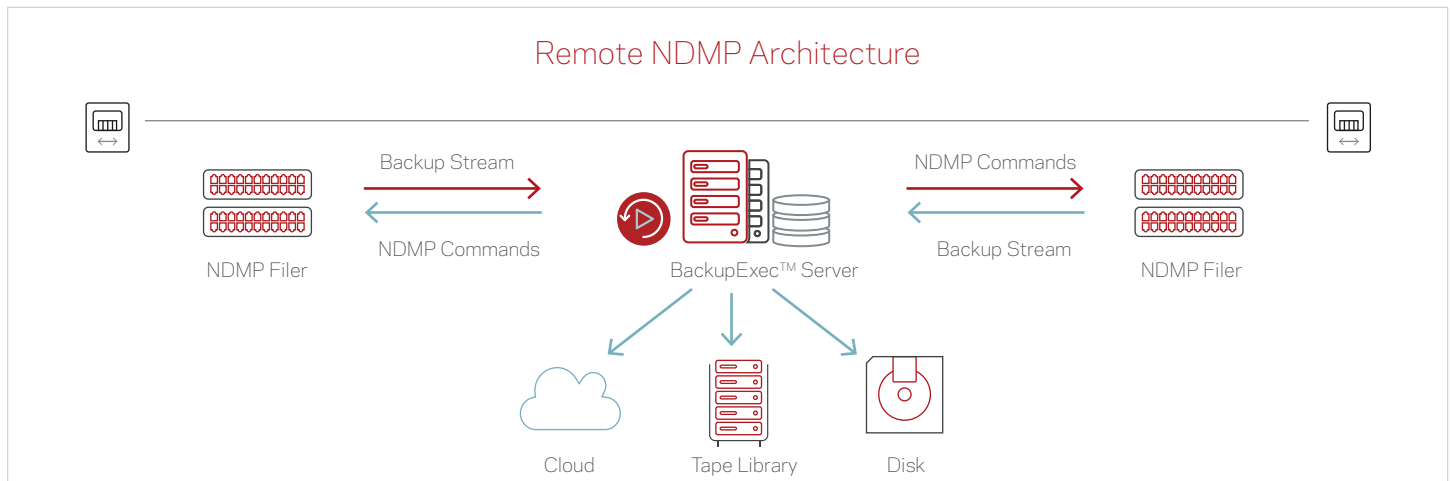 Remote NDMP Architecture
Backup Stream
NDMP Commands
NDMP Filer
BackupExec™ Server
NDMP Commands
Backup Stream
NDMP Filer
Cloud
Tape Library
Disk